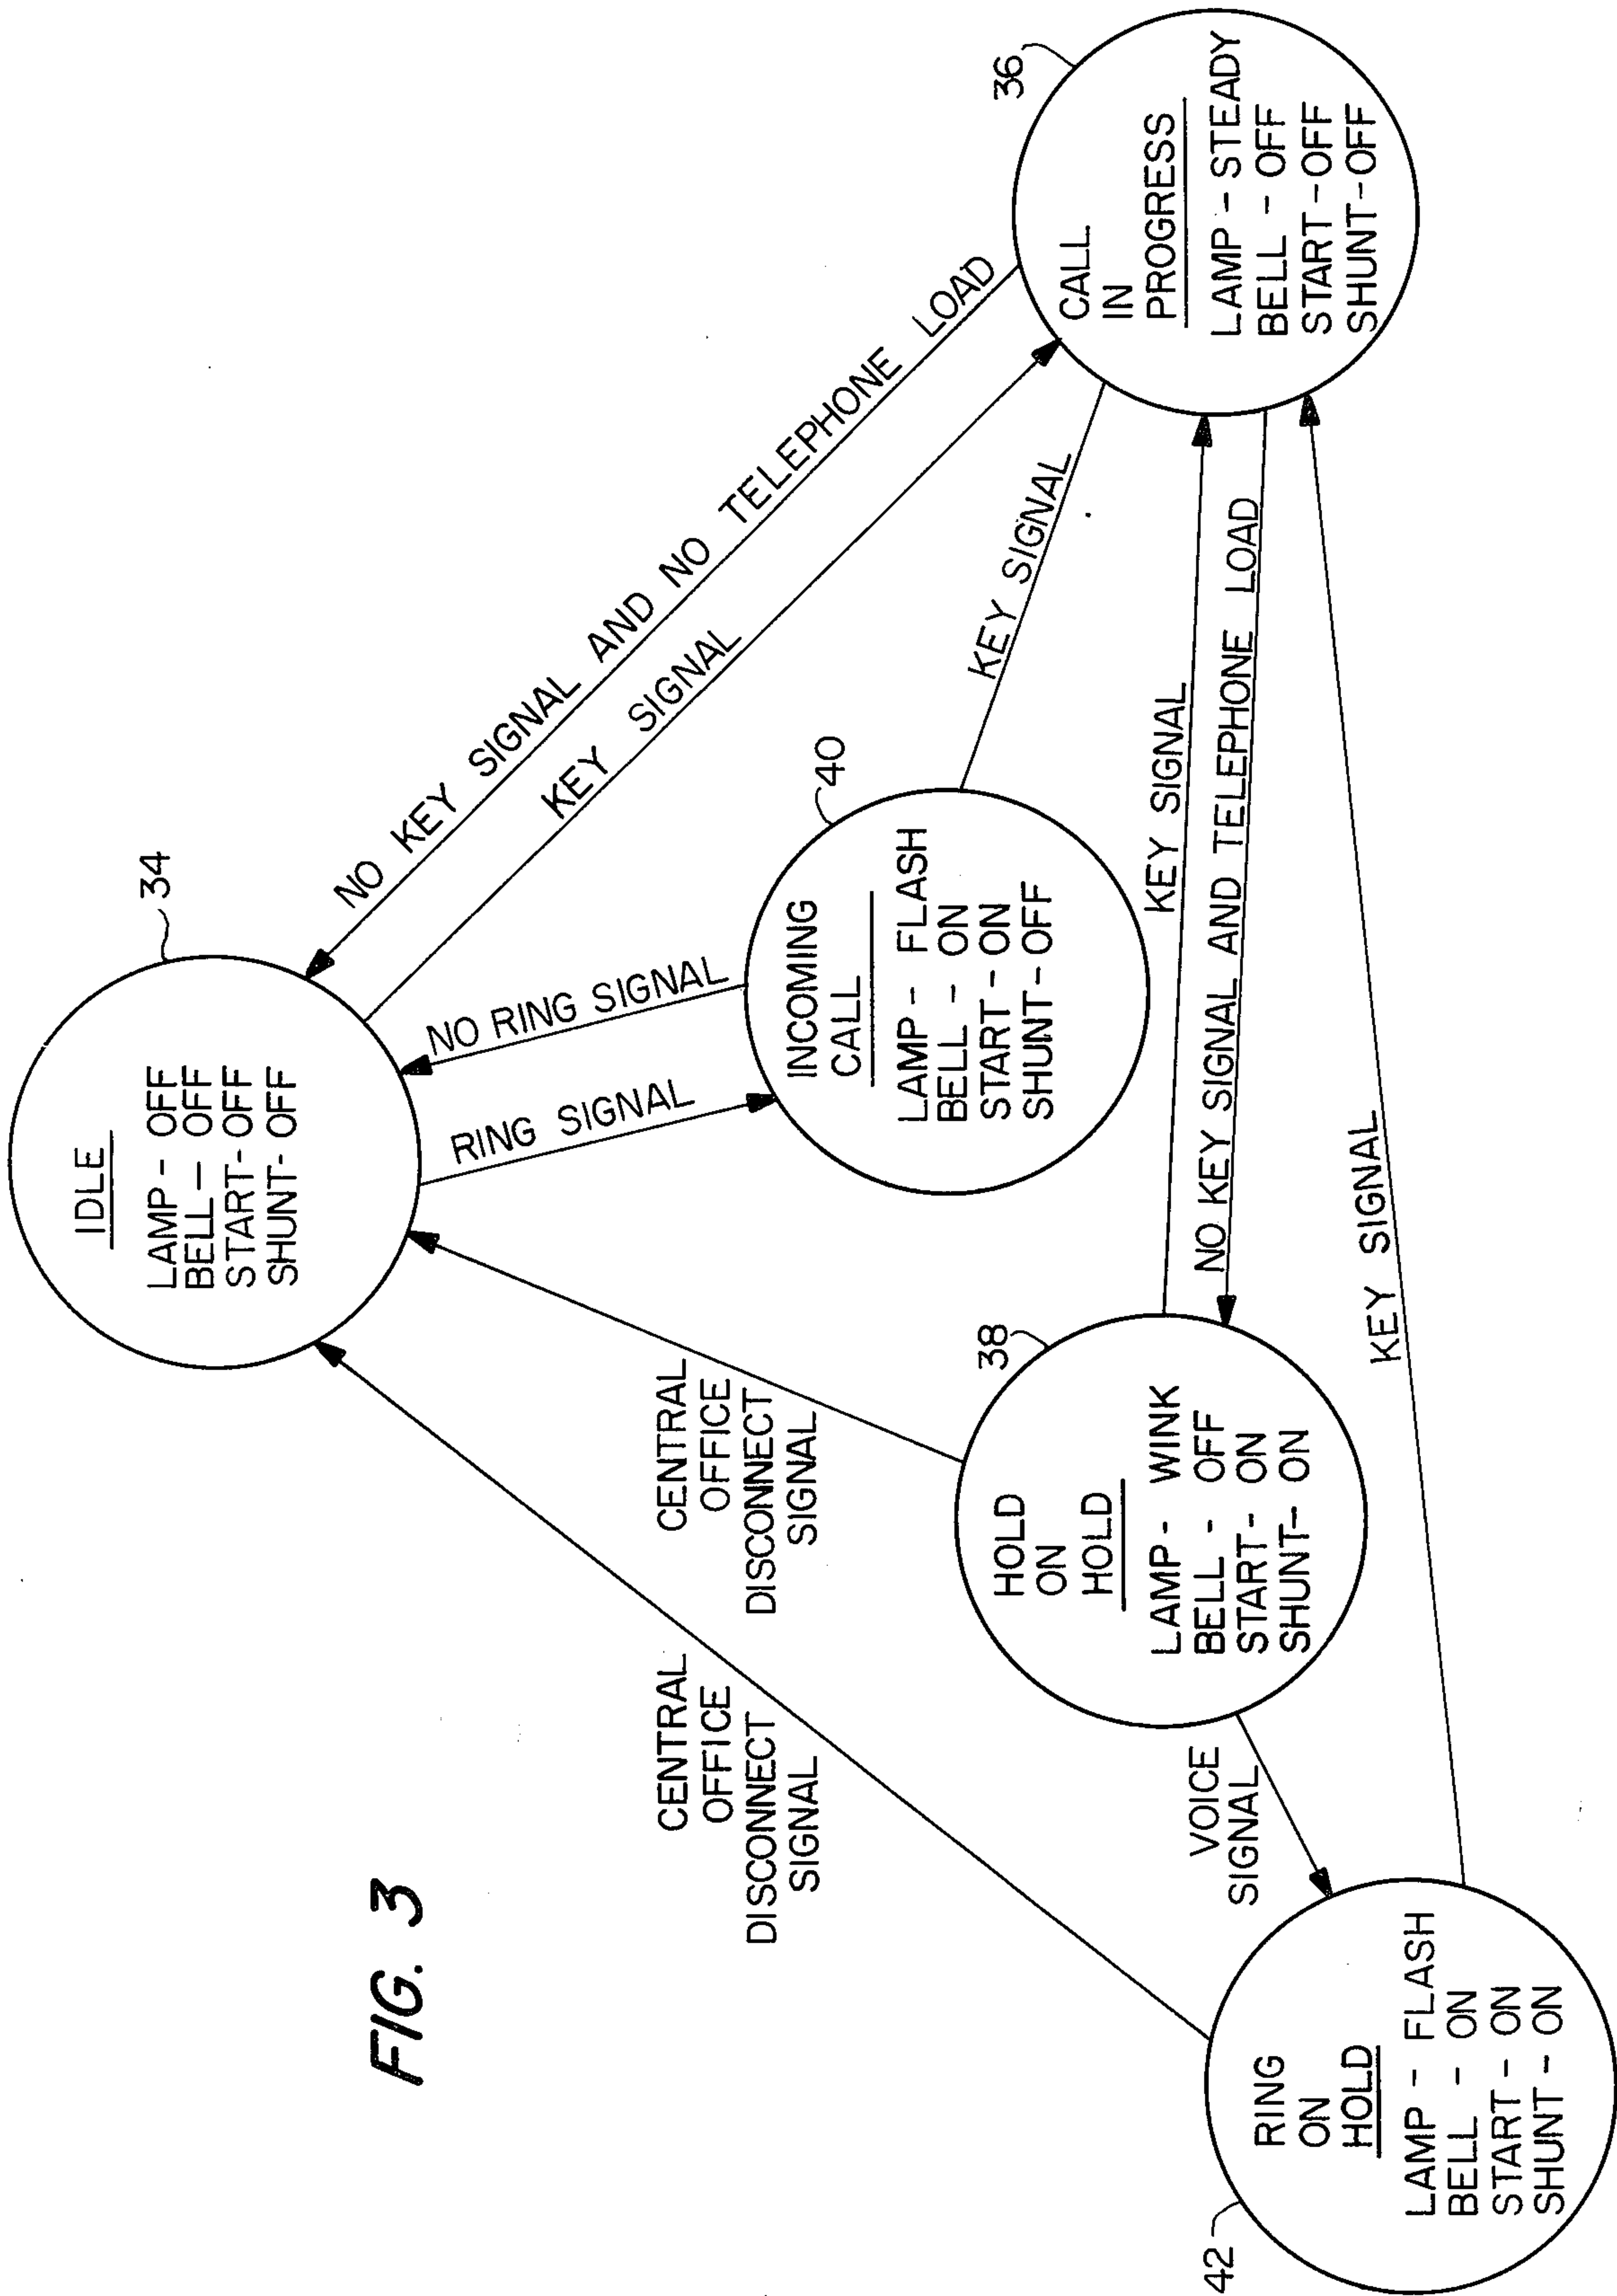 FIG. 3
34
IDLE
LAMP - OFF
BELL - OFF
START - OFF
SHUNT - OFF
CENTRAL
OFFICE
DISCONNECT
SIGNAL
CENTRAL
OFFICE
DISCONNECT
SIGNAL
RING SIGNAL
NO RING SIGNAL
KEY SIGNAL
NO KEY SIGNAL AND NO TELEPHONE LOAD
40
INCOMING
CALL
LAMP - FLASH
BELL - ON
START - ON
SHUNT - OFF
KEY SIGNAL
36
CALL
IN
PROGRESS
LAMP - STEADY
BELL - OFF
START - OFF
SHUNT - OFF
38
HOLD
ON
HOLD
LAMP - WINK
BELL - OFF
START - ON
SHUNT - ON
KEY SIGNAL
NO KEY SIGNAL AND TELEPHONE LOAD
VOICE
SIGNAL
KEY SIGNAL
42
RING
ON
HOLD
LAMP - FLASH
BELL - ON
START - ON
SHUNT - ON